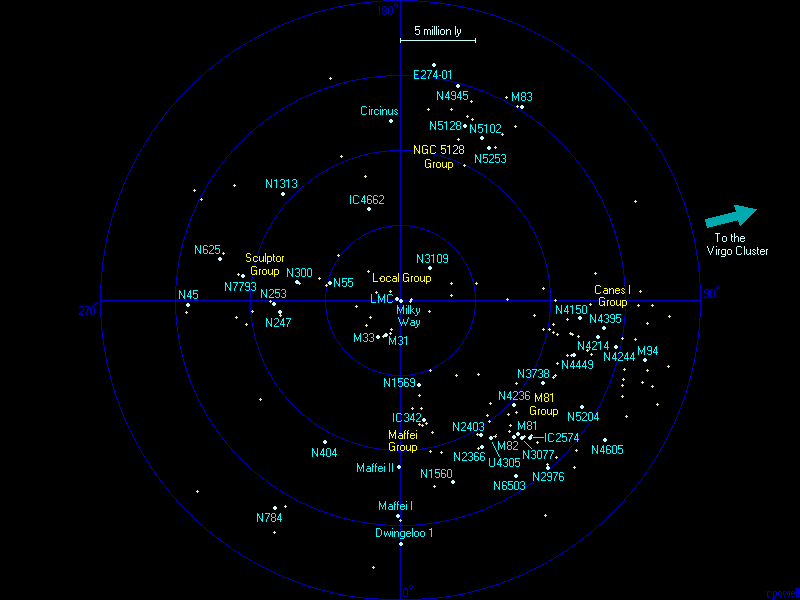 180°
5 million ly
E274-01
N4945
M83
Circinus
N5128
N5102
NGC 5128
Group
N5253
N1313
IC4662
To the
Virgo Cluster
N625
Sculptor
Group
N3109
N7793
N300
N55
Local Group
Canes I
Group
90°
270°
N45
N253
LMC
Milky
Way
N247
N4150
N4395
M33
M31
N4214
N4244
M94
N4449
N1569
N3738
N4236
M81
Group
IC342
N5204
Maffei
Group
N2403
M81
IC2574
M82
N4605
N404
N2366
U4305
N3077
Maffei II
N1560
N6503
N2976
Maffei I
N784
Dwingeloo 1
0°
cpowell